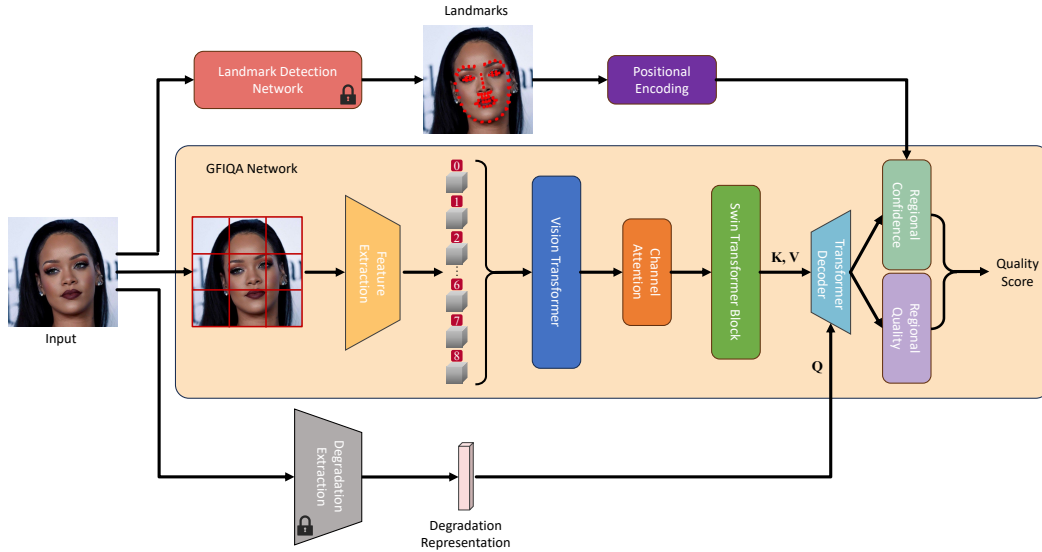 Landmarks
Landmark Detection
Network
Positional
Encoding
GFIQA Network
0
1
2
6
7
8
Feature
Extraction
Vision Transformer
Channel
Attention
Swin Transformer Block
K, V
Transformer
Decoder
Regional
Confidence
Regional
Quality
Quality
Score
Input
Q
Degradation
Extraction
Degradation
Representation